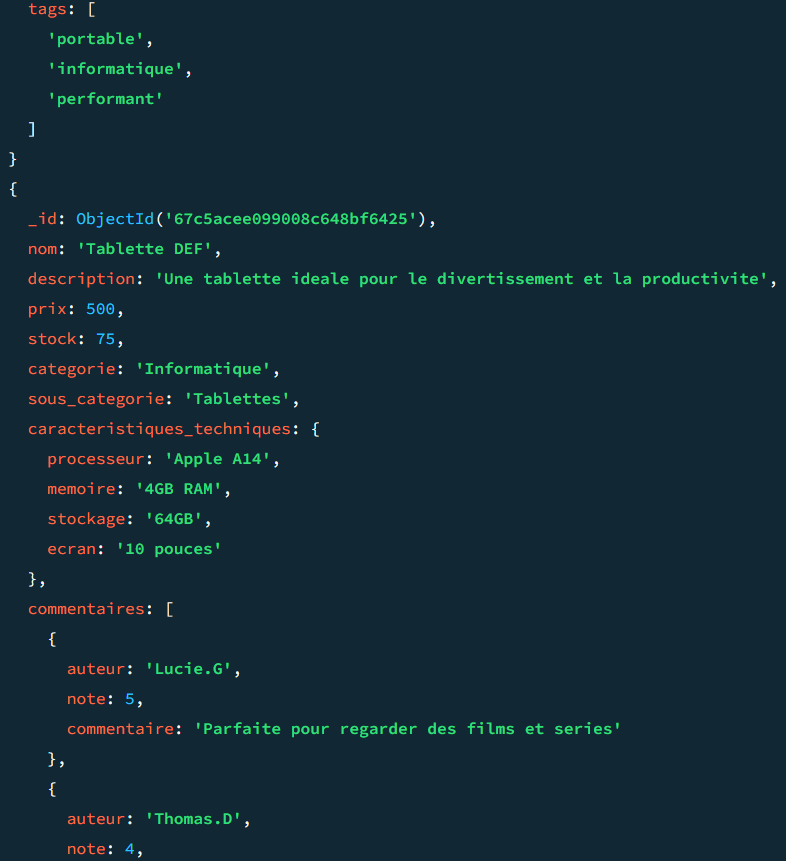 tags: [
'portable',
'informatique',
'performant'
]
}
{
_id: ObjectId('67c5acee099008c648bf6425'),
nom: 'Tablette DEF',
description: 'Une tablette ideale pour le divertissement et la productivite',
prix: 500,
stock: 75,
categorie: 'Informatique',
sous_categorie: 'Tablettes',
caracteristiques_techniques: {
processeur: 'Apple A14',
memoire: '4GB RAM',
stockage: '64GB',
ecran: '10 pouces'
},
commentaires: [
{
auteur: 'Lucie.G',
note: 5,
commentaire: 'Parfaite pour regarder des films et series'
},
{
auteur: 'Thomas.D',
note: 4,